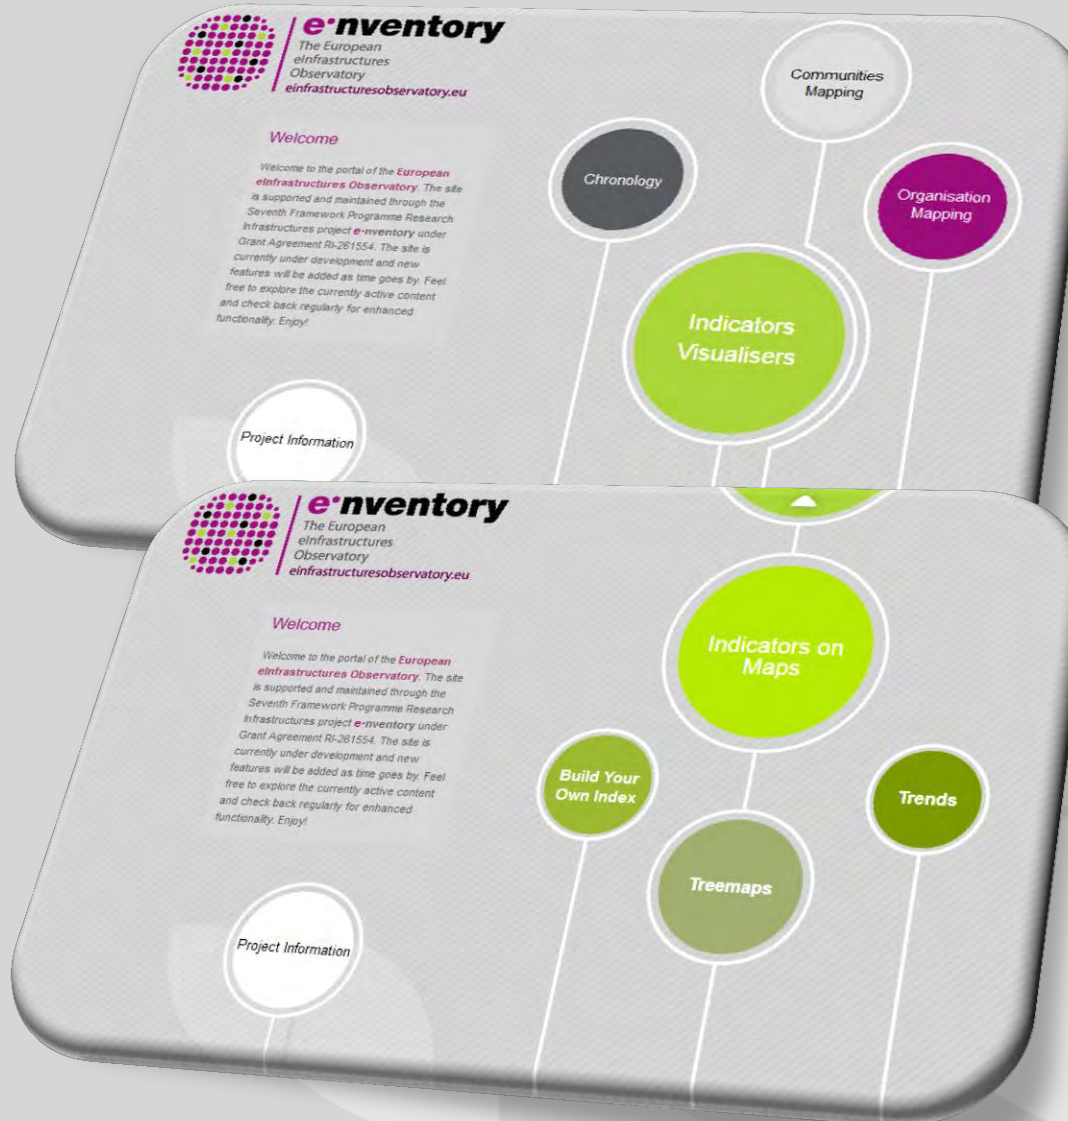 e·nventory
The European
eInfrastructures
Observatory
einfrastructuresobservatory.eu
Welcome
Welcome to the portal of the European
eInfrastructures Observatory. The site
is supported and maintained through the
Seventh Framework Programme Research
Infrastructures project e-nventory under
Grant Agreement RI-261554. The site is
currently under development and new
features will be added as time goes by. Feel
free to explore the currently active content
and check back regularly for enhanced
functionality. Enjoy!
Project Information
Communities
Mapping
Chronology
Organisation
Mapping
Indicators
Visualisers
e·nventory
The European
eInfrastructures
Observatory
einfrastructuresobservatory.eu
Welcome
Welcome to the portal of the European
eInfrastructures Observatory. The site
is supported and maintained through the
Seventh Framework Programme Research
Infrastructures project e-nventory under
Grant Agreement RI-261554. The site is
currently under development and new
features will be added as time goes by. Feel
free to explore the currently active content
and check back regularly for enhanced
functionality. Enjoy!
Project Information
Indicators on
Maps
Build Your
Own Index
Trends
Treemaps